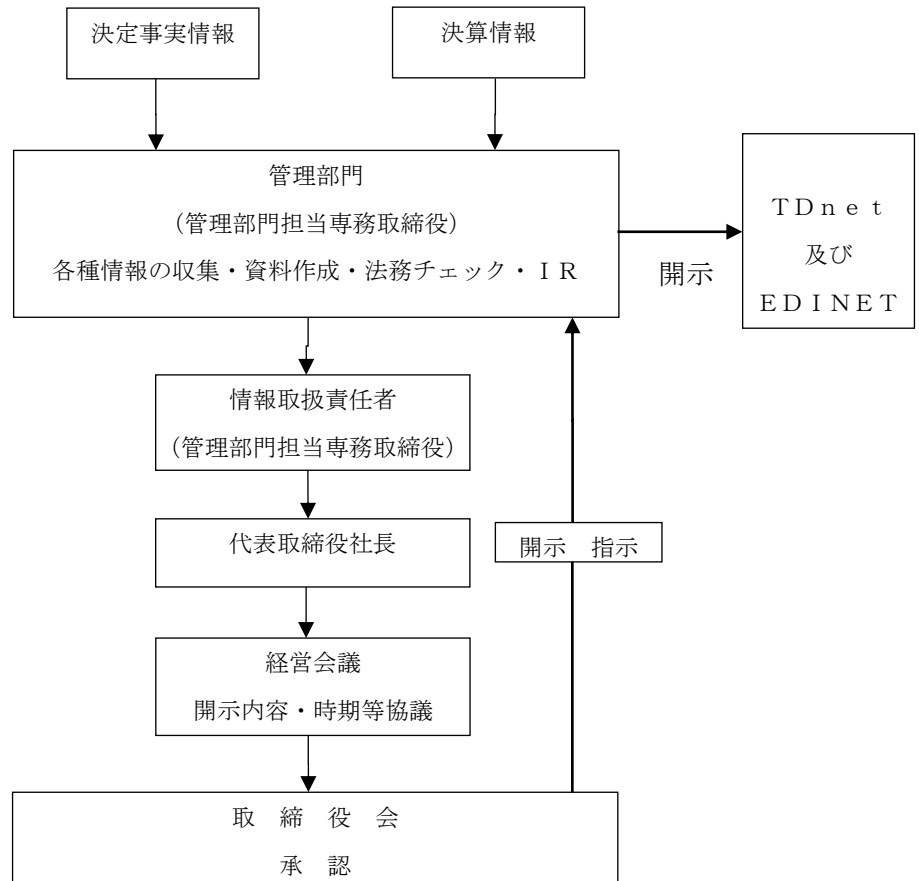 決定事実情報
決算情報
管理部門
（管理部門担当専務取締役）
各種情報の収集・資料作成・法務チェック・ＩＲ
ＴＤｎｅｔ
及び
ＥＤＩＮＥＴ
開示
情報取扱責任者
（管理部門担当専務取締役）
代表取締役社長
開示　指示
経営会議
開示内容・時期等協議
取　締　役　会
承　認